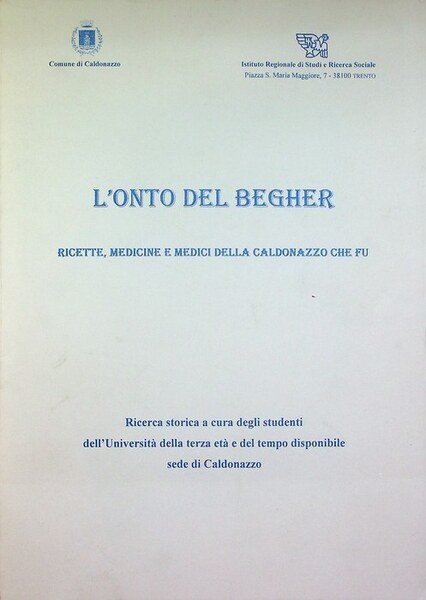 Comune di Caldonazzo
Istituto Regionale di Studi e Ricerca Sociale
Piazza S. Maria Maggiore, 7 - 38100 TRENTO
L'ONTO DEL BEGHER
RICETTE, MEDICINE E MEDICI DELLA CALDONAZZO CHE FU
Ricerca storica a cura degli studenti
dell'Università della terza età e del tempo disponibile
sede di Caldonazzo